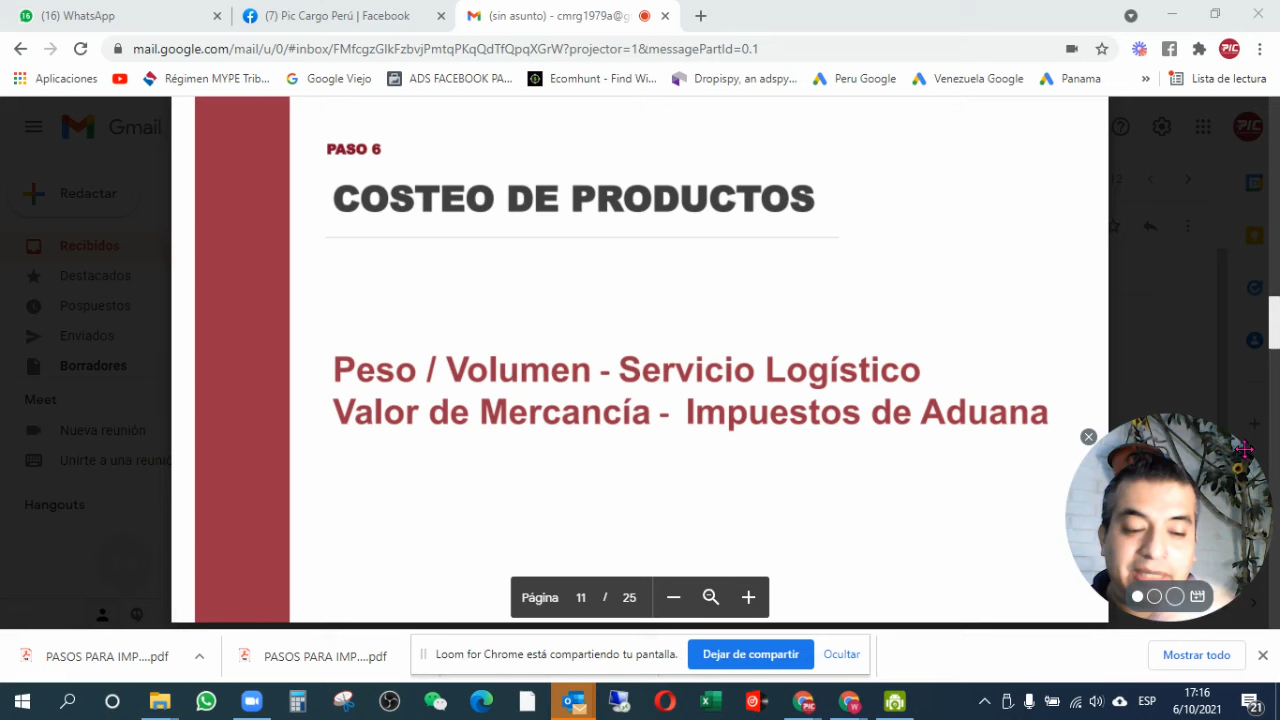 (16) WhatsApp
(7) Pic Cargo Perú | Facebook
(sin asunto) - cmrg1979a@g
mail.google.com/mail/u/0/#inbox/FMfcgzGlkFzbvjPmtqPKqQdTfQpqXGrW?projector=1&messagePartId=0.1
Aplicaciones
Régimen MYPE Trib...
Google Viejo
ADS FACEBOOK PA...
Ecomhunt - Find Wi...
Dropispy, an adspy...
Peru Google
Venezuela Google
Panama
»
Lista de lectura
Gmail
PIC
Redactar
Recibidos
Destacados
Pospuestos
Enviados
Borradores
Meet
Nueva reunión
Unirte a una reunió
Hangouts
PASO 6
COSTEO DE PRODUCTOS
Peso / Volumen - Servicio Logístico
Valor de Mercancía - Impuestos de Aduana
Página 11 / 25
PASOS PARA IMP....pdf
PASOS PARA IMP....pdf
Loom for Chrome está compartiendo tu pantalla.
Dejar de compartir
Ocultar
Mostrar todo
ESP
17:16
6/10/2021
21